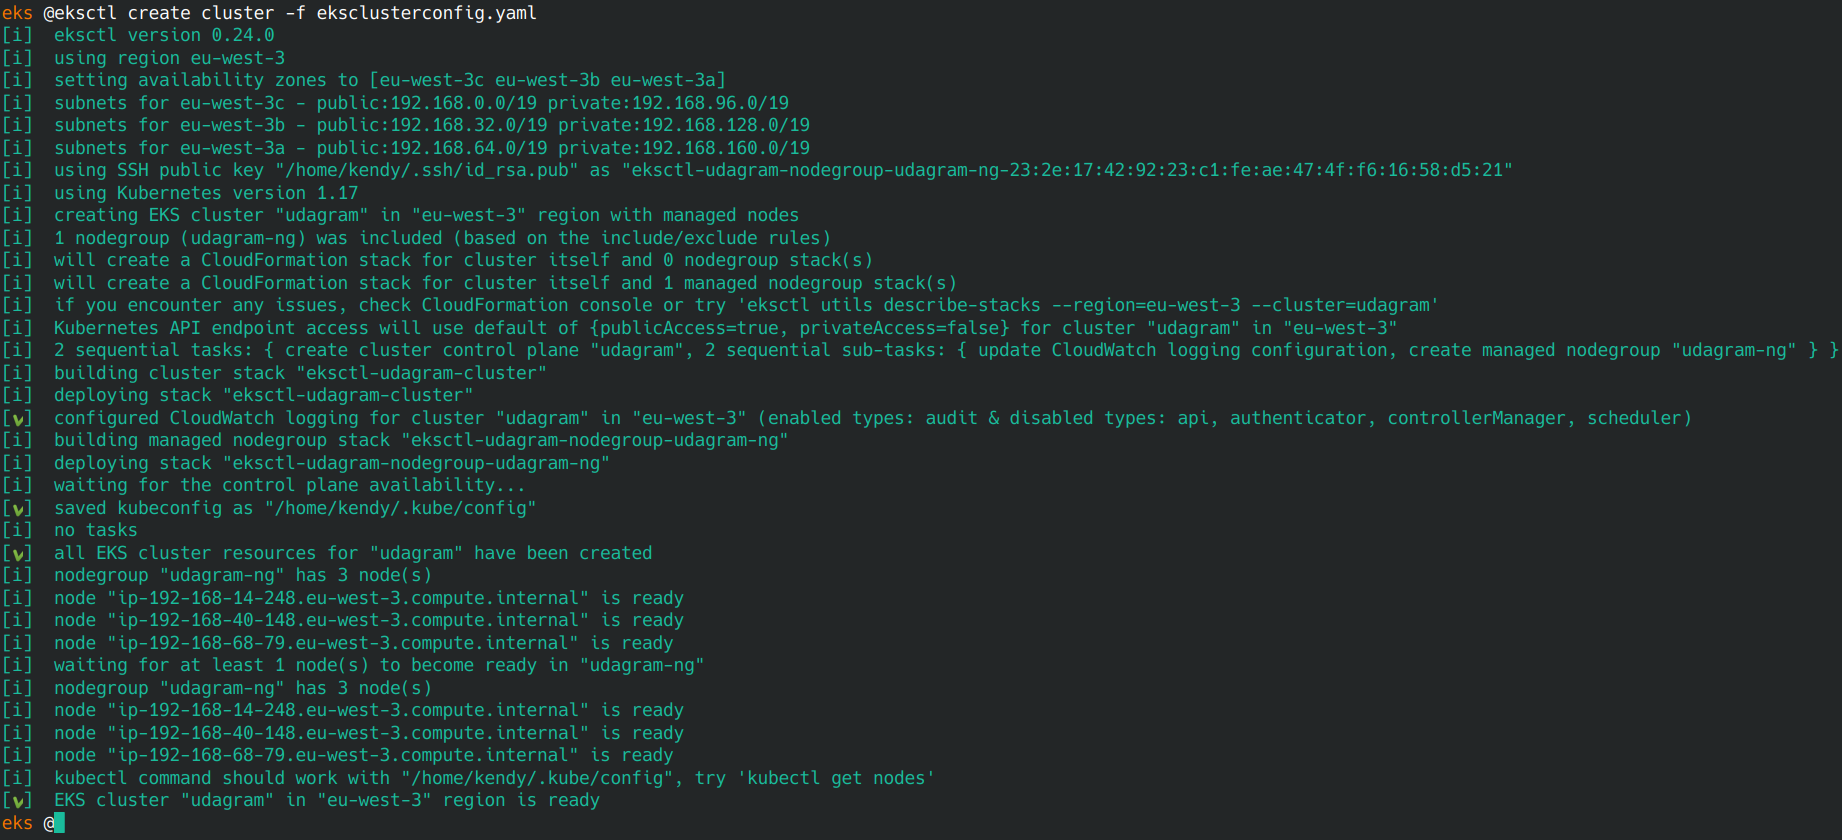 eks @eksctl create cluster -f eksclusterconfig.yaml
[i]  eksctl version 0.24.0
[i]  using region eu-west-3
[i]  setting availability zones to [eu-west-3c eu-west-3b eu-west-3a]
[i]  subnets for eu-west-3c - public:192.168.0.0/19 private:192.168.96.0/19
[i]  subnets for eu-west-3b - public:192.168.32.0/19 private:192.168.128.0/19
[i]  subnets for eu-west-3a - public:192.168.64.0/19 private:192.168.160.0/19
[i]  using SSH public key "/home/kendy/.ssh/id_rsa.pub" as "eksctl-udagram-nodegroup-udagram-ng-23:2e:17:42:92:23:c1:fe:ae:47:4f:f6:16:58:d5:21"
[i]  using Kubernetes version 1.17
[i]  creating EKS cluster "udagram" in "eu-west-3" region with managed nodes
[i]  1 nodegroup (udagram-ng) was included (based on the include/exclude rules)
[i]  will create a CloudFormation stack for cluster itself and 0 nodegroup stack(s)
[i]  will create a CloudFormation stack for cluster itself and 1 managed nodegroup stack(s)
[i]  if you encounter any issues, check CloudFormation console or try 'eksctl utils describe-stacks --region=eu-west-3 --cluster=udagram'
[i]  Kubernetes API endpoint access will use default of {publicAccess=true, privateAccess=false} for cluster "udagram" in "eu-west-3"
[i]  2 sequential tasks: { create cluster control plane "udagram", 2 sequential sub-tasks: { update CloudWatch logging configuration, create managed nodegroup "udagram-ng" } }
[i]  building cluster stack "eksctl-udagram-cluster"
[i]  deploying stack "eksctl-udagram-cluster"
[✔]  configured CloudWatch logging for cluster "udagram" in "eu-west-3" (enabled types: audit & disabled types: api, authenticator, controllerManager, scheduler)
[i]  building managed nodegroup stack "eksctl-udagram-nodegroup-udagram-ng"
[i]  deploying stack "eksctl-udagram-nodegroup-udagram-ng"
[i]  waiting for the control plane availability...
[✔]  saved kubeconfig as "/home/kendy/.kube/config"
[i]  no tasks
[✔]  all EKS cluster resources for "udagram" have been created
[i]  nodegroup "udagram-ng" has 3 node(s)
[i]  node "ip-192-168-14-248.eu-west-3.compute.internal" is ready
[i]  node "ip-192-168-40-148.eu-west-3.compute.internal" is ready
[i]  node "ip-192-168-68-79.eu-west-3.compute.internal" is ready
[i]  waiting for at least 1 node(s) to become ready in "udagram-ng"
[i]  nodegroup "udagram-ng" has 3 node(s)
[i]  node "ip-192-168-14-248.eu-west-3.compute.internal" is ready
[i]  node "ip-192-168-40-148.eu-west-3.compute.internal" is ready
[i]  node "ip-192-168-68-79.eu-west-3.compute.internal" is ready
[i]  kubectl command should work with "/home/kendy/.kube/config", try 'kubectl get nodes'
[✔]  EKS cluster "udagram" in "eu-west-3" region is ready
eks @